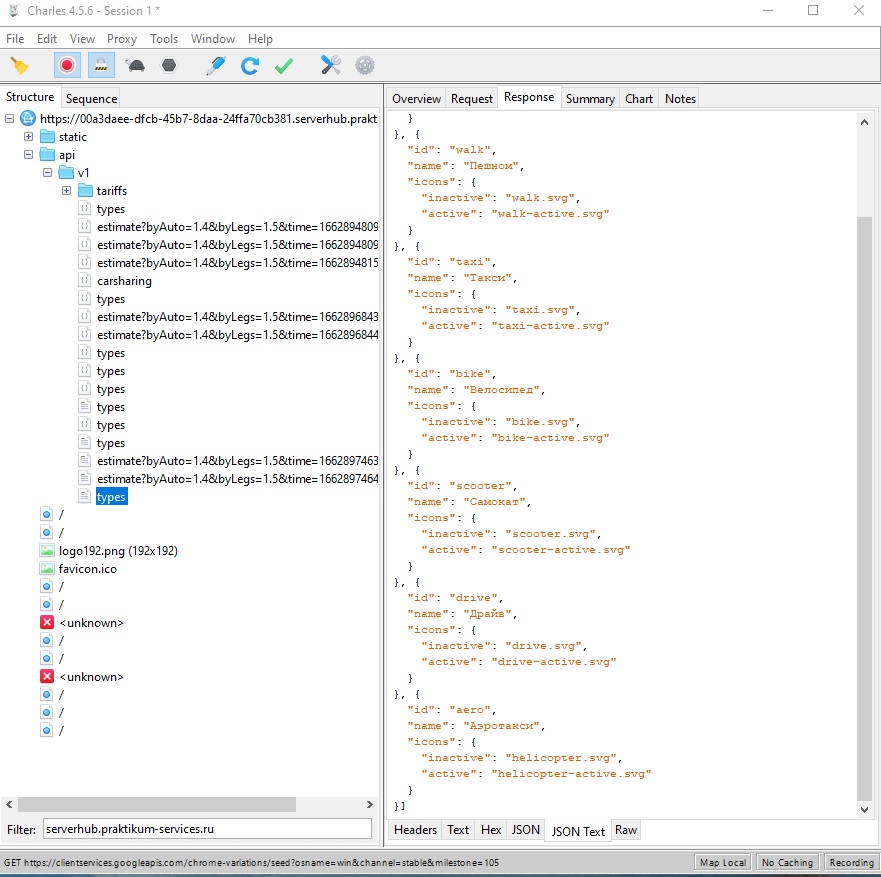 Charles 4.5.6 - Session 1 *
File Edit View Proxy Tools Window Help
Structure Sequence
https://00a3daee-dfcb-45b7-8daa-24ffa70cb381.serverhub.prakt
static
api
v1
tariffs
types
estimate?byAuto=1.4&byLegs=1.5&time=1662894809
estimate?byAuto=1.4&byLegs=1.5&time=1662894809
estimate?byAuto=1.4&byLegs=1.5&time=1662894815
carsharing
types
estimate?byAuto=1.4&byLegs=1.5&time=1662896843
estimate?byAuto=1.4&byLegs=1.5&time=1662896844
types
types
types
types
types
types
estimate?byAuto=1.4&byLegs=1.5&time=1662897463
estimate?byAuto=1.4&byLegs=1.5&time=1662897464
types
/
/
logo192.png (192x192)
favicon.ico
/
/
<unknown>
/
/
<unknown>
/
/
/
Filter: serverhub.praktikum-services.ru
Overview Request Response Summary Chart Notes
}
}, {
"id": "walk",
"name": "Пешком",
"icons": {
"inactive": "walk.svg",
"active": "walk-active.svg"
}
}, {
"id": "taxi",
"name": "Такси",
"icons": {
"inactive": "taxi.svg",
"active": "taxi-active.svg"
}
}, {
"id": "bike",
"name": "Велосипед",
"icons": {
"inactive": "bike.svg",
"active": "bike-active.svg"
}
}, {
"id": "scooter",
"name": "Самокат",
"icons": {
"inactive": "scooter.svg",
"active": "scooter-active.svg"
}
}, {
"id": "drive",
"name": "Драйв",
"icons": {
"inactive": "drive.svg",
"active": "drive-active.svg"
}
}, {
"id": "aero",
"name": "Аэротакси",
"icons": {
"inactive": "helicopter.svg",
"active": "helicopter-active.svg"
}
}]
Headers Text Hex JSON JSON Text Raw
GET https://clientservices.googleapis.com/chrome-variations/seed?osname=win&channel=stable&milestone=105
Map Local No Caching Recording